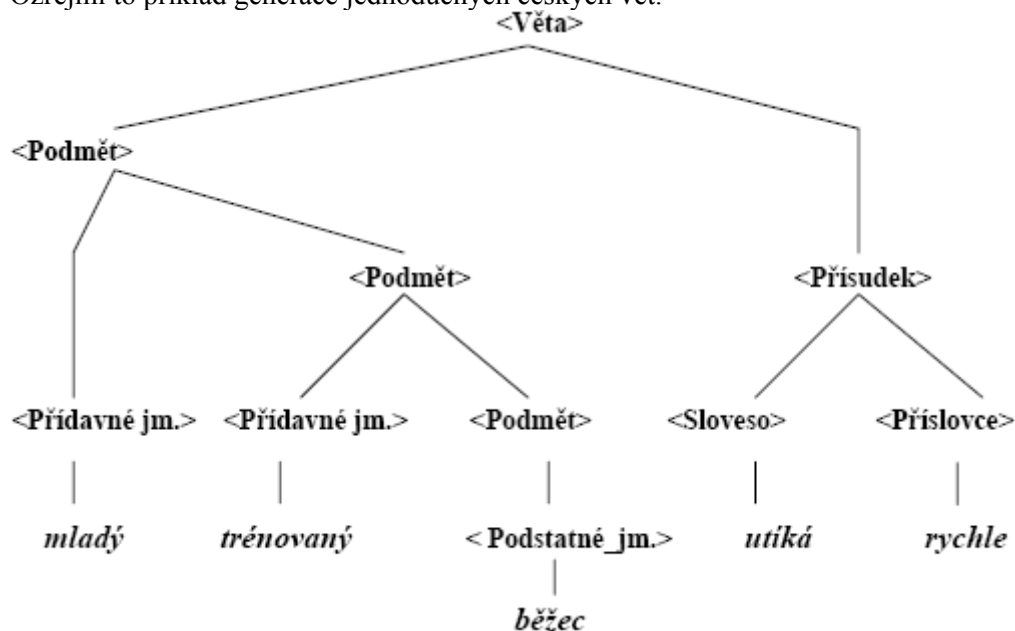 Ozřejmí to příklad generace jednoduchých českých vět.
<Věta>
<Podmět>
<Podmět> <Přísudek>
<Přídavné jm.> <Přídavné jm.> <Podmět> <Sloveso> <Příslovce>
mladý trénovaný < Podstatné_jm.> utíká rychle
běžec